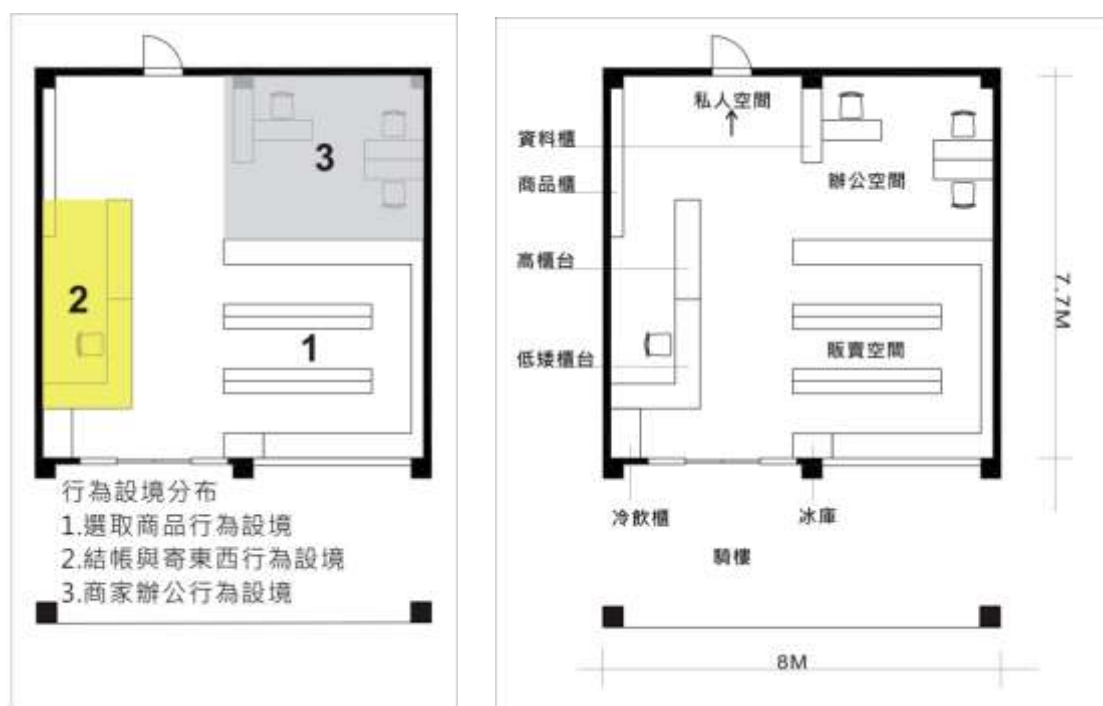 3
2
1
行為設境分布
1.選取商品行為設境
2.結帳與寄東西行為設境
3.商家辦公行為設境
私人空間
資料櫃
商品櫃
辦公空間
高櫃台
7.7M
低矮櫃台
販賣空間
冷飲櫃
冰庫
騎樓
8M